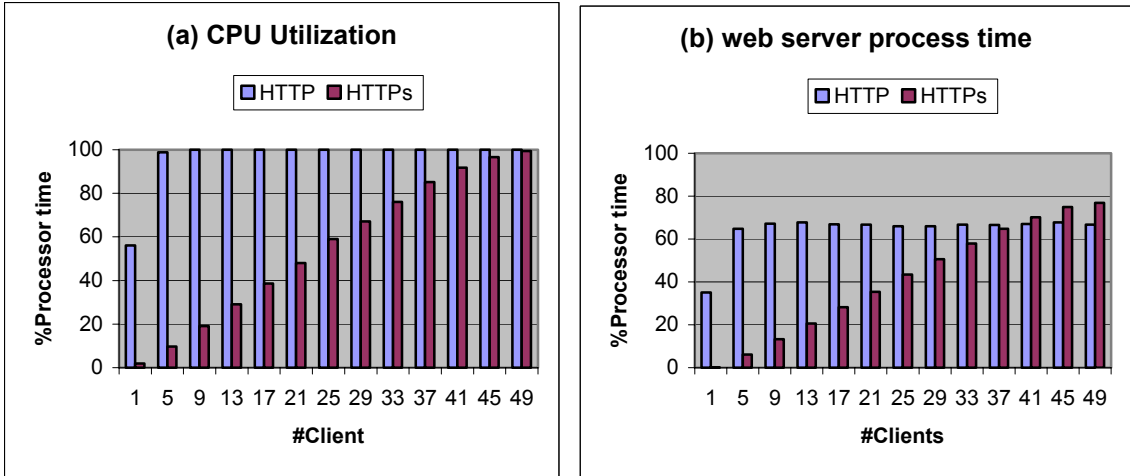 (a) CPU Utilization
HTTP HTTPs
100
80
60
40
20
0
%Processor time
1 5 9 13 17 21 25 29 33 37 41 45 49
#Client
(b) web server process time
HTTP HTTPs
100
80
60
40
20
0
%Processor time
1 5 9 13 17 21 25 29 33 37 41 45 49
#Clients